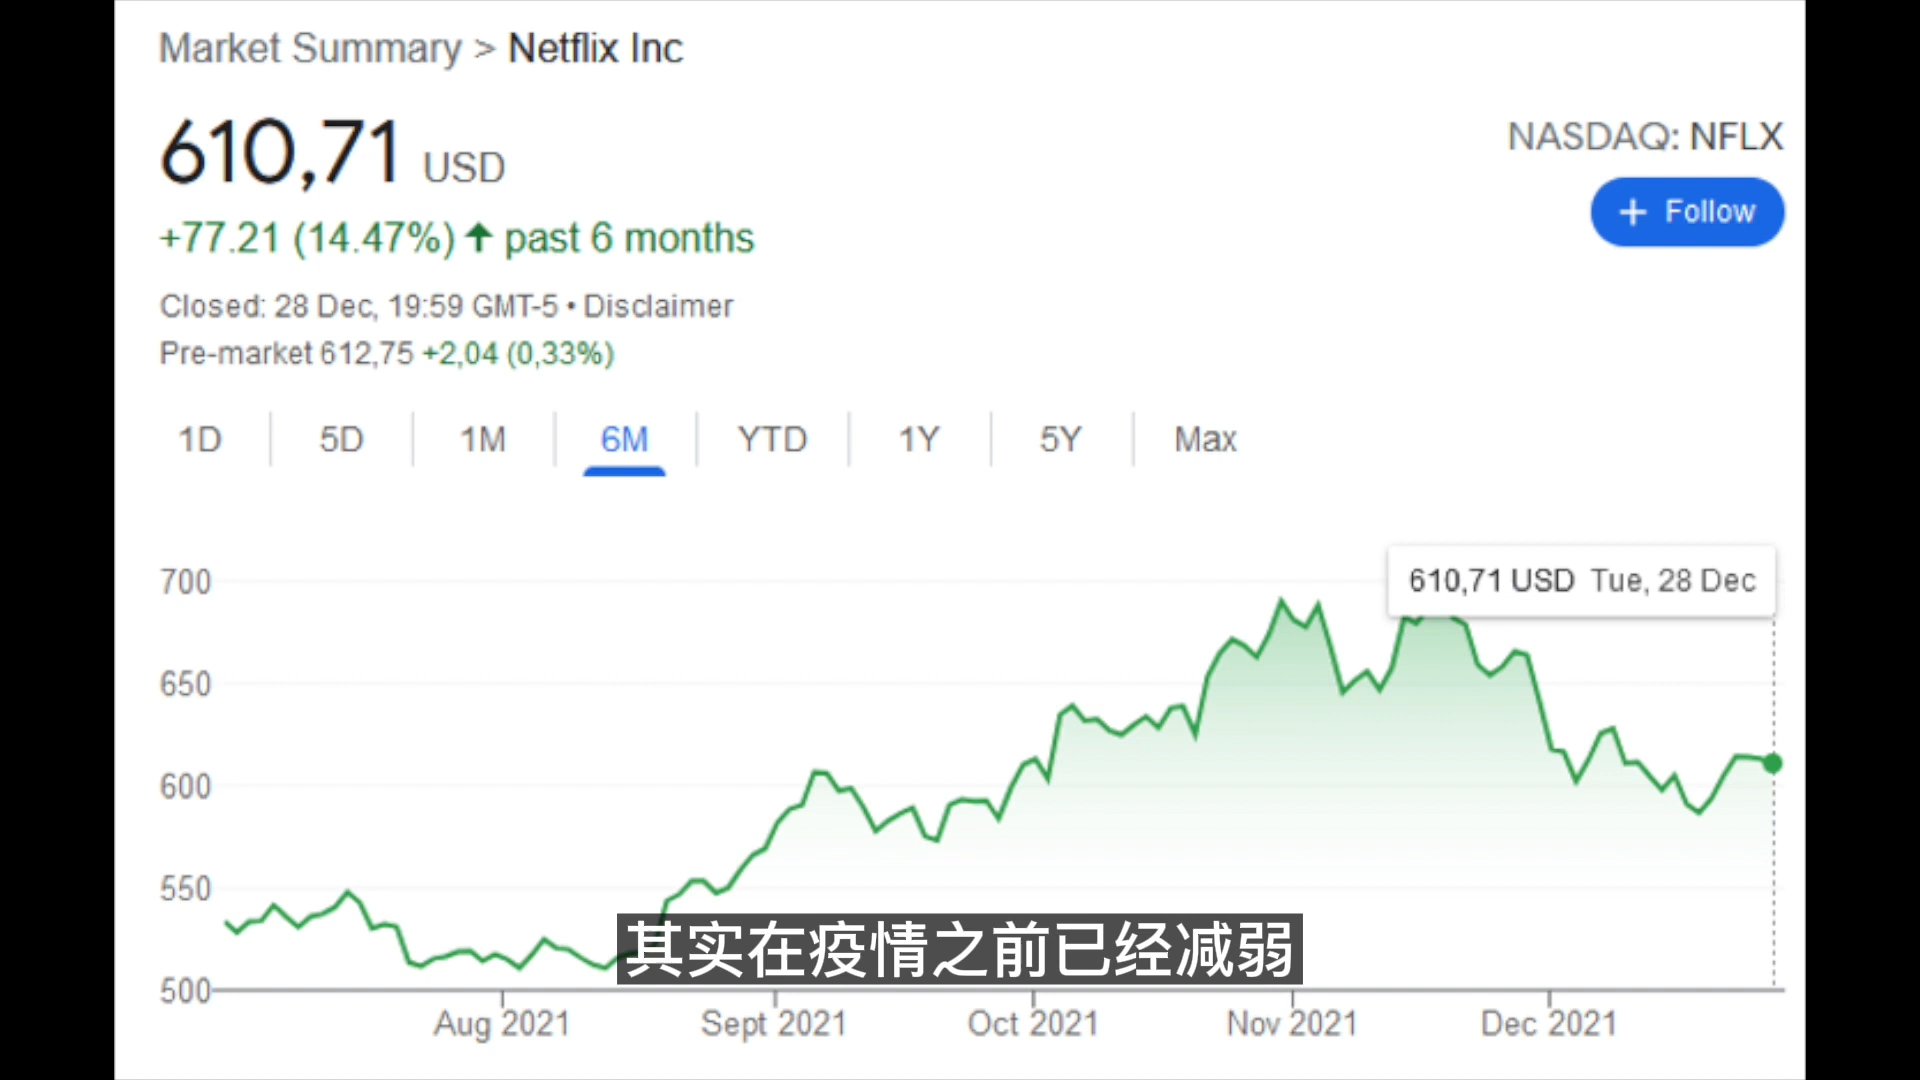 Market Summary > Netflix Inc
610,71 USD
NASDAQ: NFLX
+ Follow
+77.21 (14.47%) ↑ past 6 months
Closed: 28 Dec, 19:59 GMT-5 • Disclaimer
Pre-market 612,75 +2,04 (0,33%)
1D 5D 1M 6M YTD 1Y 5Y Max
610,71 USD Tue, 28 Dec
700
650
600
550
500
其实在疫情之前已经减弱
Aug 2021 Sept 2021 Oct 2021 Nov 2021 Dec 2021